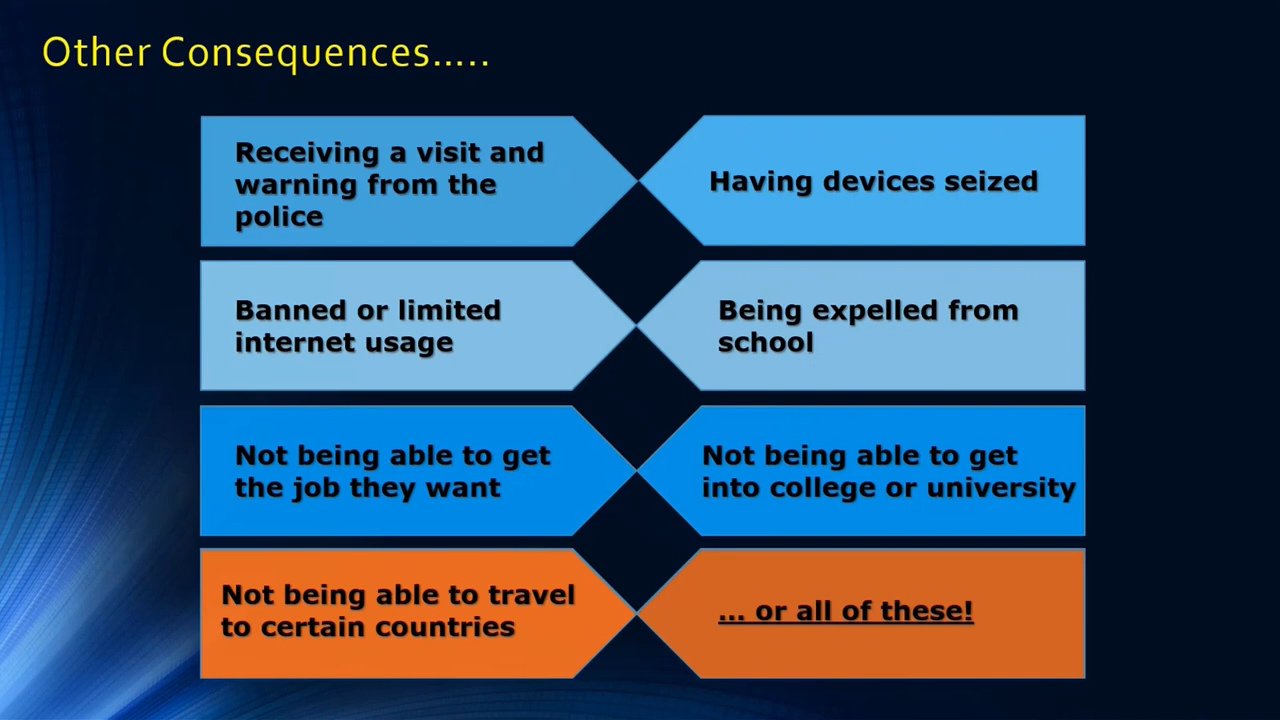 Other Consequences.....
Receiving a visit and
warning from the
police
Having devices seized
Banned or limited
internet usage
Being expelled from
school
Not being able to get
the job they want
Not being able to get
into college or university
Not being able to travel
to certain countries
... or all of these!